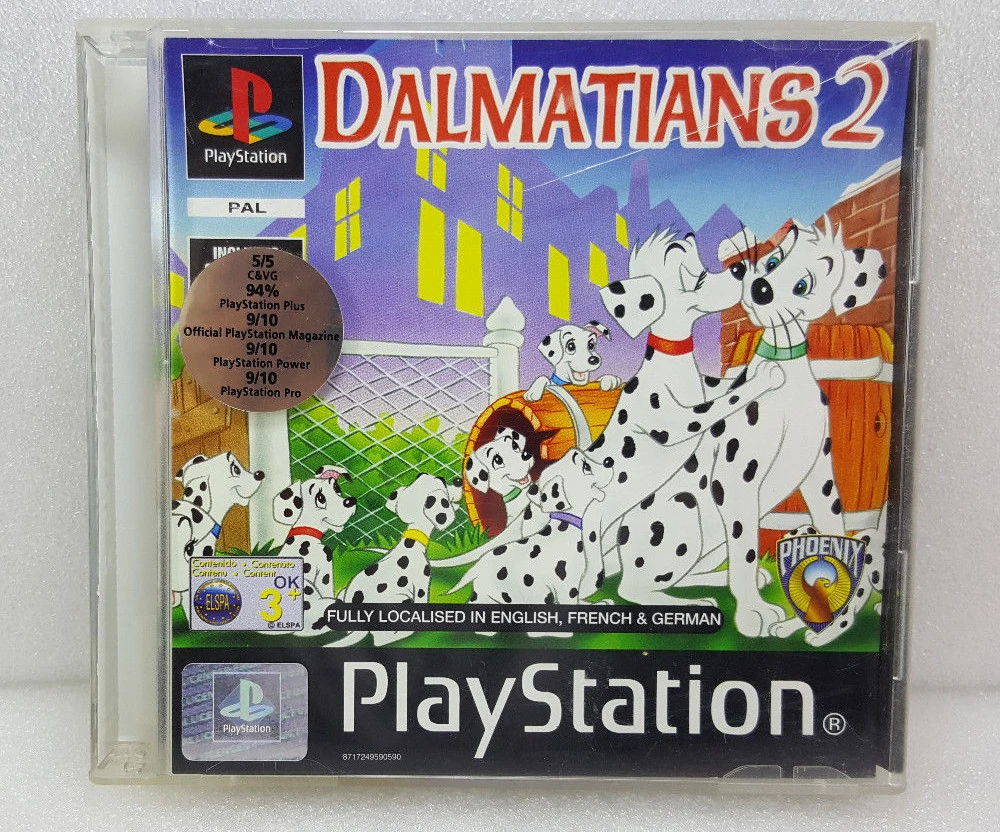 DALMATIANS 2
PlayStation
PAL
5/5
C&VG
94%
PlayStation Plus
9/10
Official PlayStation Magazine
9/10
PlayStation Power
9/10
PlayStation Pro
PHOENIX
Contenido • Contenuto
Contenu • Content
OK
ELSPA
3+
© ELSPA
FULLY LOCALISED IN ENGLISH, FRENCH & GERMAN
PlayStation
PlayStation®
8717249590590